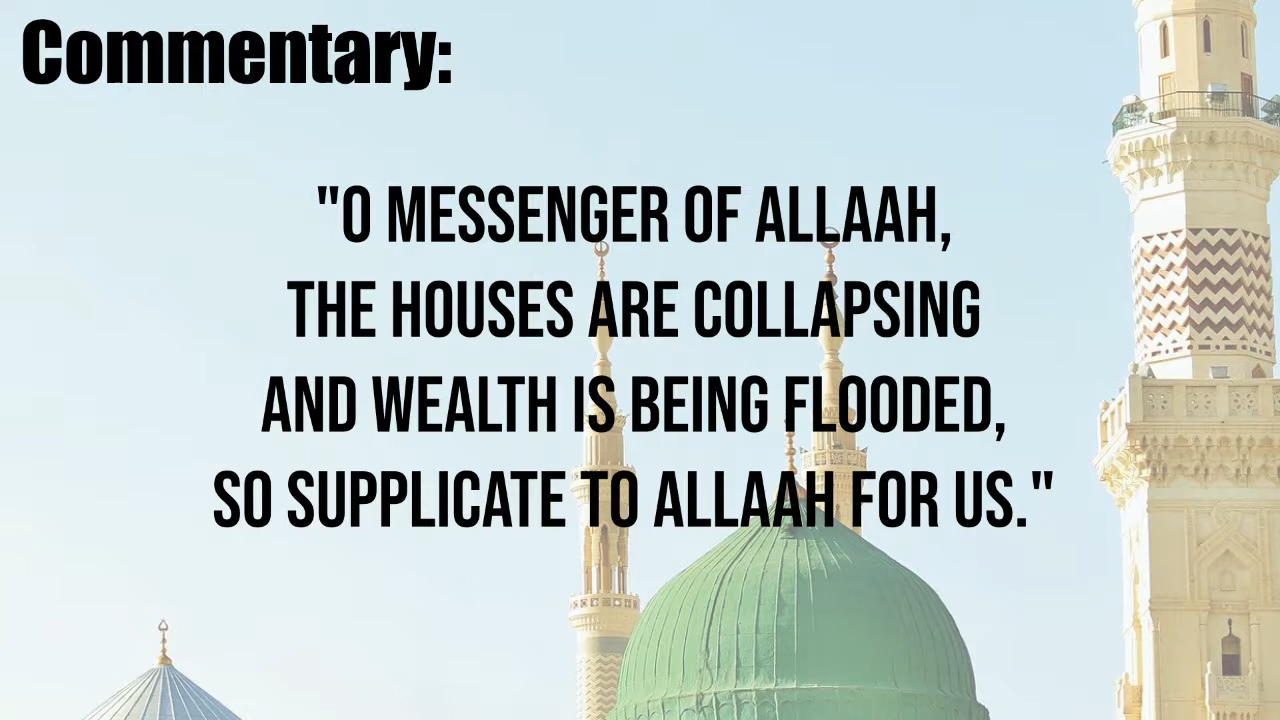 Commentary:
"O MESSENGER OF ALLAAH,
THE HOUSES ARE COLLAPSING
AND WEALTH IS BEING FLOODED,
SO SUPPLICATE TO ALLAAH FOR US."